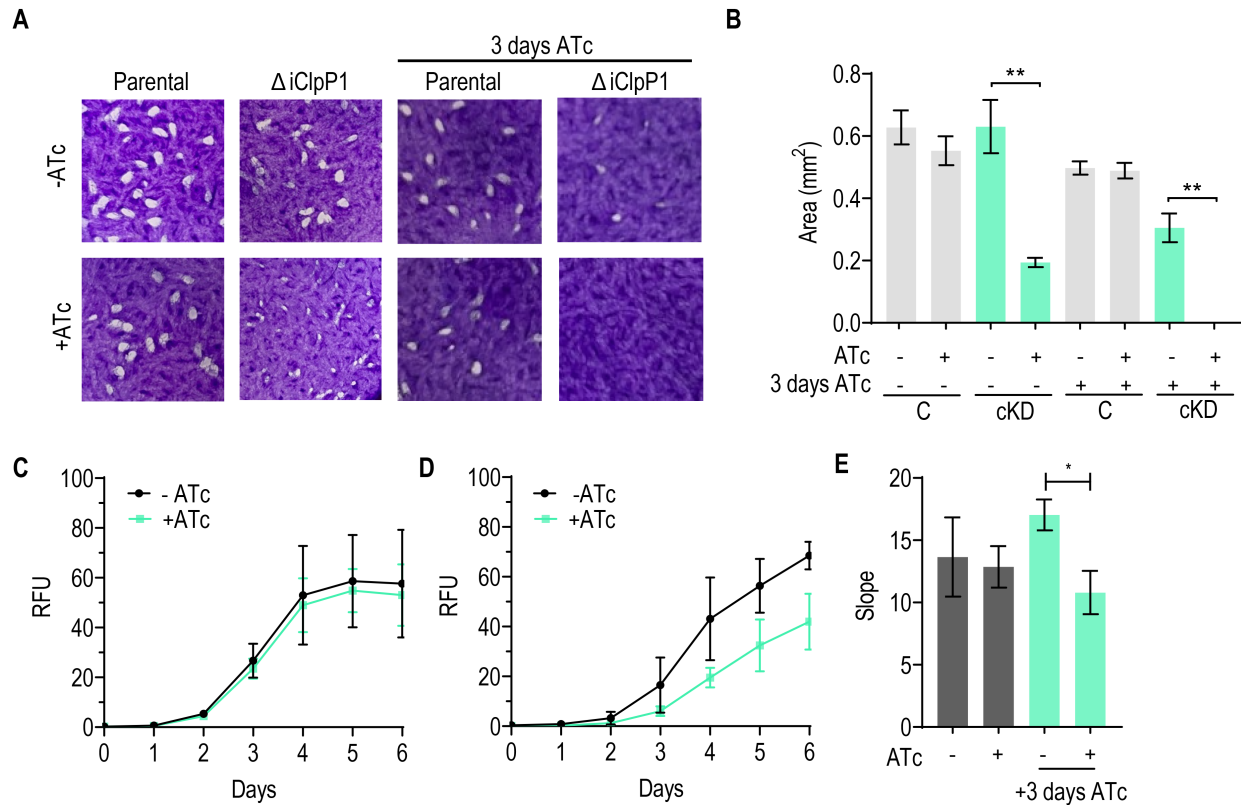 A
3 days ATc
Parental
Δ iClpP1
Parental
Δ iClpP1
-ATc
+ATc
B
Area (mm²)
0.8
0.6
0.4
0.2
0.0
**
**
ATc - + - + - + - +
3 days ATc - - - - + + + +
C cKD C cKD
C
RFU
100
80
60
40
20
0
- ATc
+ATc
0 1 2 3 4 5 6
Days
D
RFU
100
80
60
40
20
0
-ATc
+ATc
0 1 2 3 4 5 6
Days
E
Slope
20
15
10
5
0
*
ATc - + - +
+3 days ATc